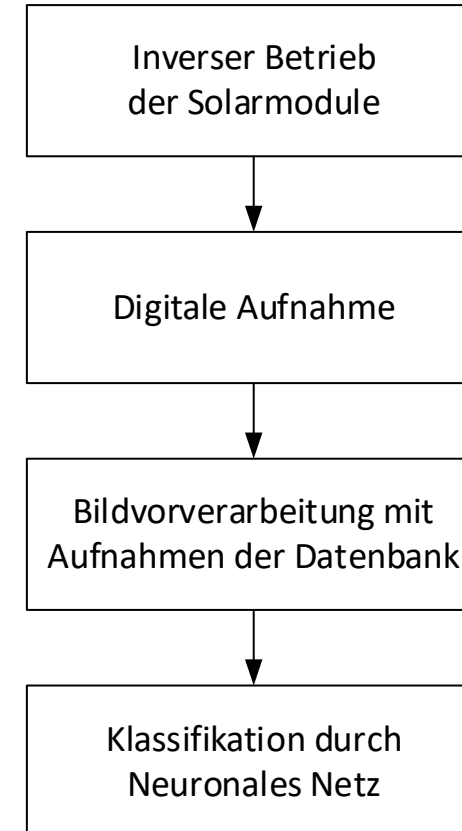 Inverser Betrieb
der Solarmodule
Digitale Aufnahme
Bildvorverarbeitung mit
Aufnahmen der Datenbank
Klassifikation durch
Neuronales Netz